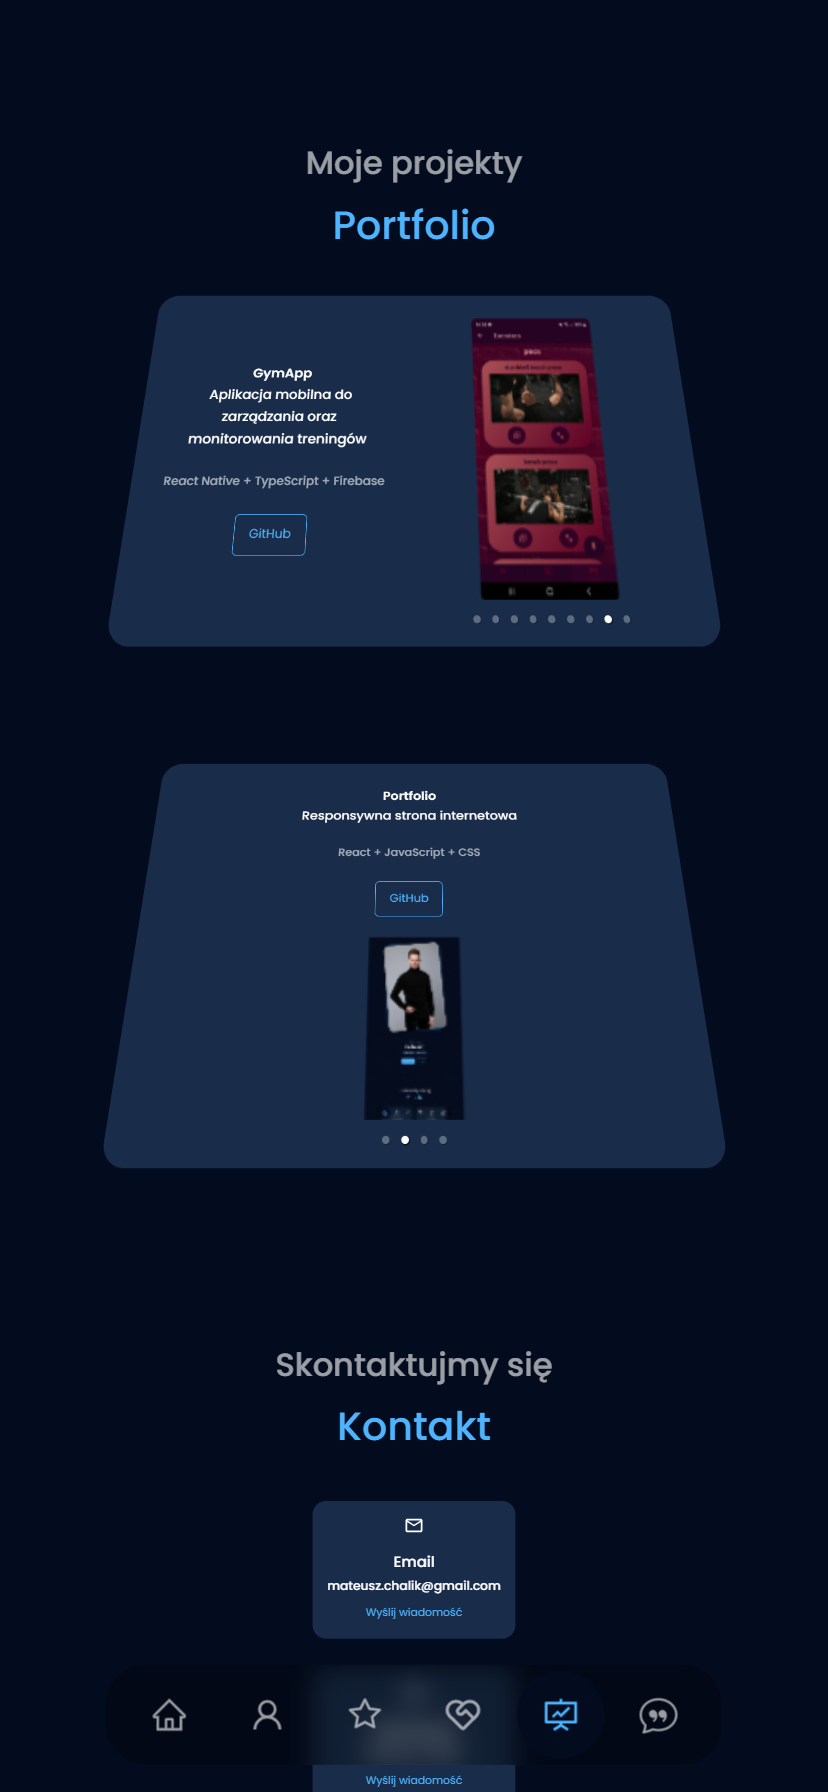 Moje projekty
Portfolio
GymApp
Aplikacja mobilna do
zarządzania oraz
monitorowania treningów
React Native + TypeScript + Firebase
GitHub
Portfolio
Responsywna strona internetowa
React + JavaScript + CSS
GitHub
Skontaktujmy się
Kontakt
Email
mateusz.chalik@gmail.com
Wyślij wiadomość
Wyślij wiadomość